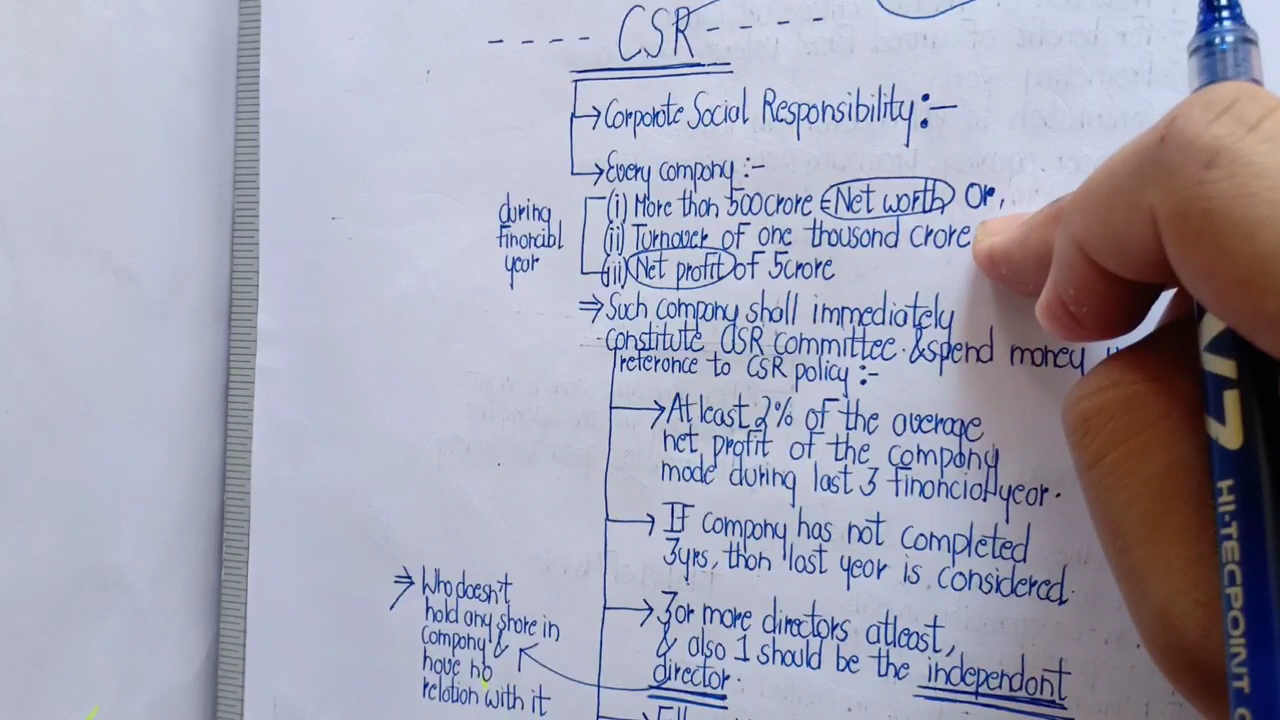 CSR
→ Corporate Social Responsibility :-
→ Every company :-
during
financial
year
(i) More than 500 crore Net worth or,
(ii) Turnover of one thousand crore
(iii) Net profit of 5 crore
⇒ Such company shall immediately
constitute CSR committee. & spend money
reference to CSR policy :-
→ Atleast 2% of the average
net profit of the company
made during last 3 financial year.
→ If company has not completed
3yrs, than last year is considered.
→ 3 or more directors atleast,
& also 1 should be the independent
director.
⇒ Who doesn't
hold any share in
company &
have no
relation with it
V7
HI-TECPOINT